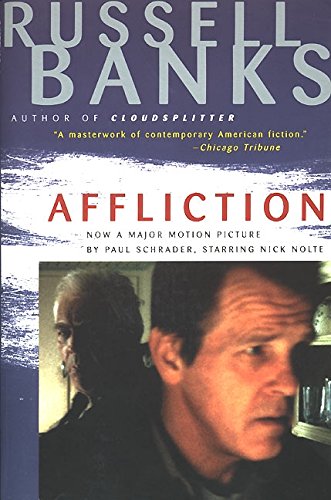 RUSSELL
BANKS
AUTHOR OF CLOUDSPLITTER
"A masterwork of contemporary American fiction."
—Chicago Tribune
AFFLICTION
NOW A MAJOR MOTION PICTURE
BY PAUL SCHRADER, STARRING NICK NOLTE